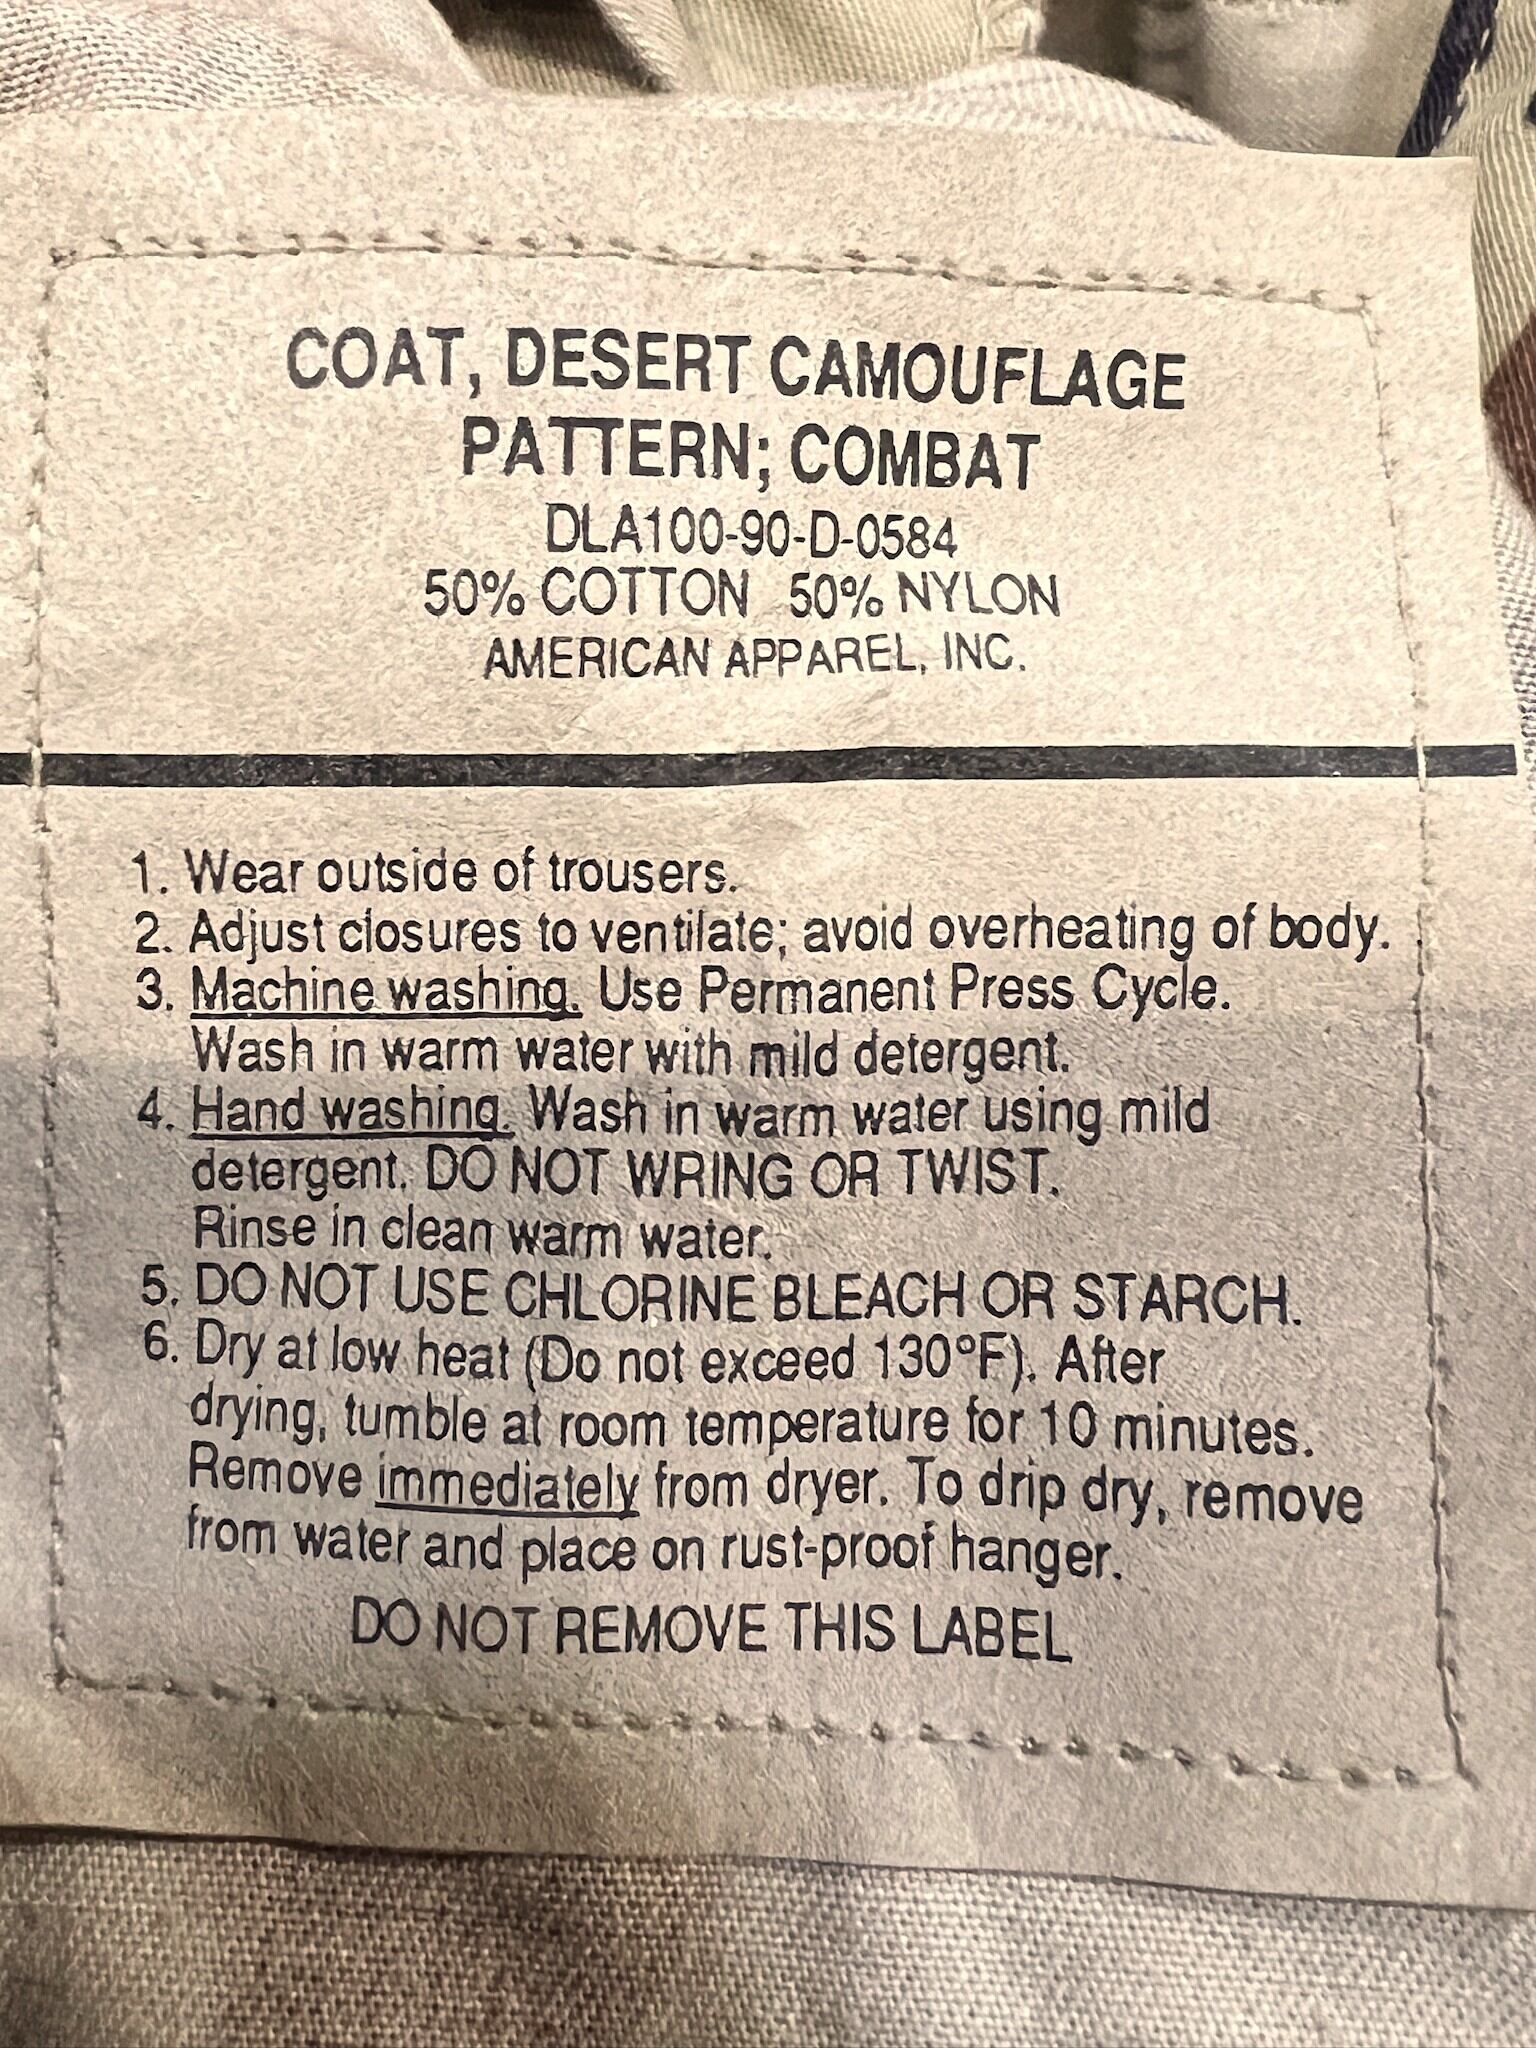 COAT, DESERT CAMOUFLAGE
PATTERN; COMBAT
DLA100-90-D-0584
50% COTTON 50% NYLON
AMERICAN APPAREL, INC.
1. Wear outside of trousers.
2. Adjust closures to ventilate; avoid overheating of body.
3. Machine washing. Use Permanent Press Cycle.
Wash in warm water with mild detergent.
4. Hand washing. Wash in warm water using mild
detergent. DO NOT WRING OR TWIST.
Rinse in clean warm water.
5. DO NOT USE CHLORINE BLEACH OR STARCH.
6. Dry at low heat (Do not exceed 130°F). After
drying, tumble at room temperature for 10 minutes.
Remove immediately from dryer. To drip dry, remove
from water and place on rust-proof hanger.
DO NOT REMOVE THIS LABEL